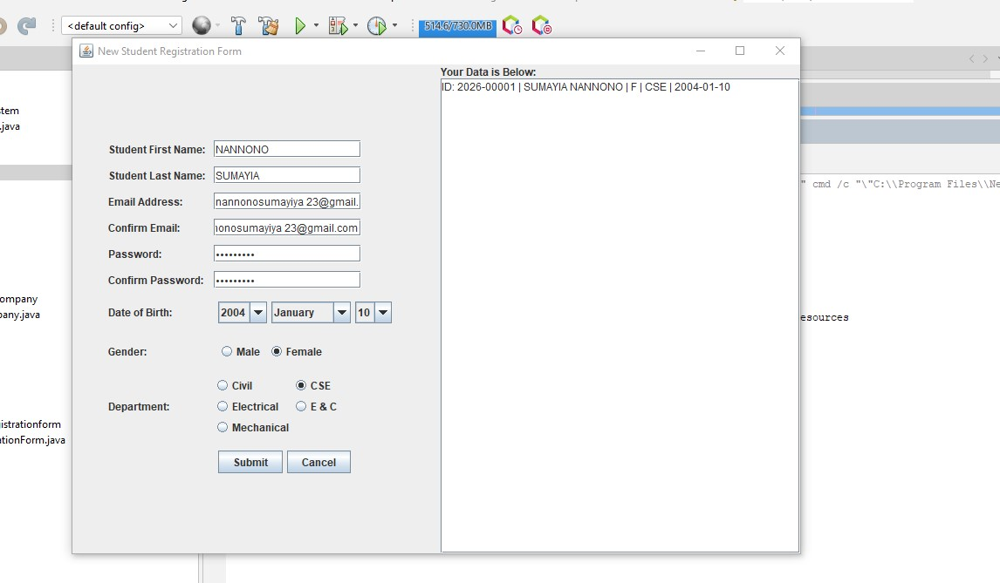 <default config>
514.6/730.0MB
New Student Registration Form
Your Data is Below:
ID: 2026-00001 | SUMAYIA NANNONO | F | CSE | 2004-01-10
stem
.java
Student First Name: NANNONO
Student Last Name: SUMAYIA
" cmd /c "\"C:\\Program Files\\Ne
Email Address: nannonosumayiya 23@gmail.
Confirm Email: nonosumayiya 23@gmail.com
Password: •••••••••
Confirm Password: •••••••••
ompany
Date of Birth: 2004 January 10
pany.java
esources
Gender: Male Female
Civil CSE
Department: Electrical E & C
Mechanical
istrationform
ationForm.java
Submit Cancel